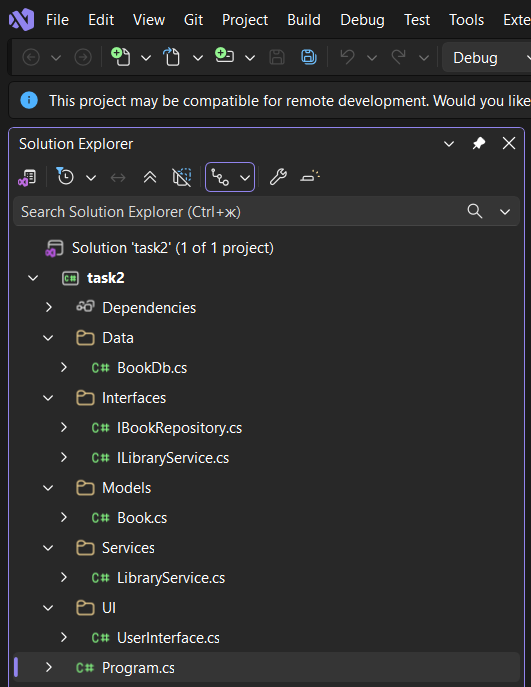 File Edit View Git Project Build Debug Test Tools Exte
Debug
This project may be compatible for remote development. Would you like
Solution Explorer
Search Solution Explorer (Ctrl+ж)
Solution 'task2' (1 of 1 project)
C# task2
Dependencies
Data
C# BookDb.cs
Interfaces
C# IBookRepository.cs
C# ILibraryService.cs
Models
C# Book.cs
Services
C# LibraryService.cs
UI
C# UserInterface.cs
C# Program.cs